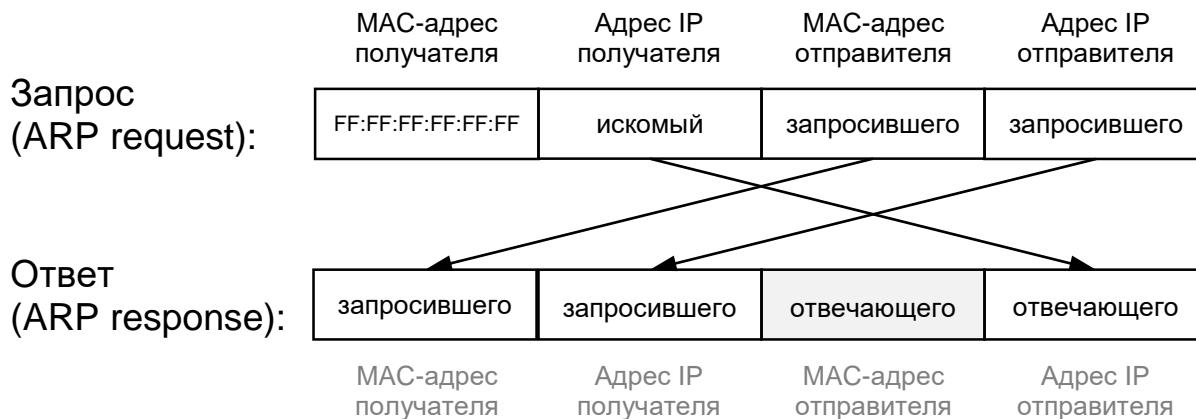 MAC-адрес получателя
Адрес IP получателя
MAC-адрес отправителя
Адрес IP отправителя
Запрос
(ARP request):
FF:FF:FF:FF:FF:FF
искомый
запросившего
запросившего
Ответ
(ARP response):
запросившего
запросившего
отвечающего
отвечающего
MAC-адрес получателя
Адрес IP получателя
MAC-адрес отправителя
Адрес IP отправителя